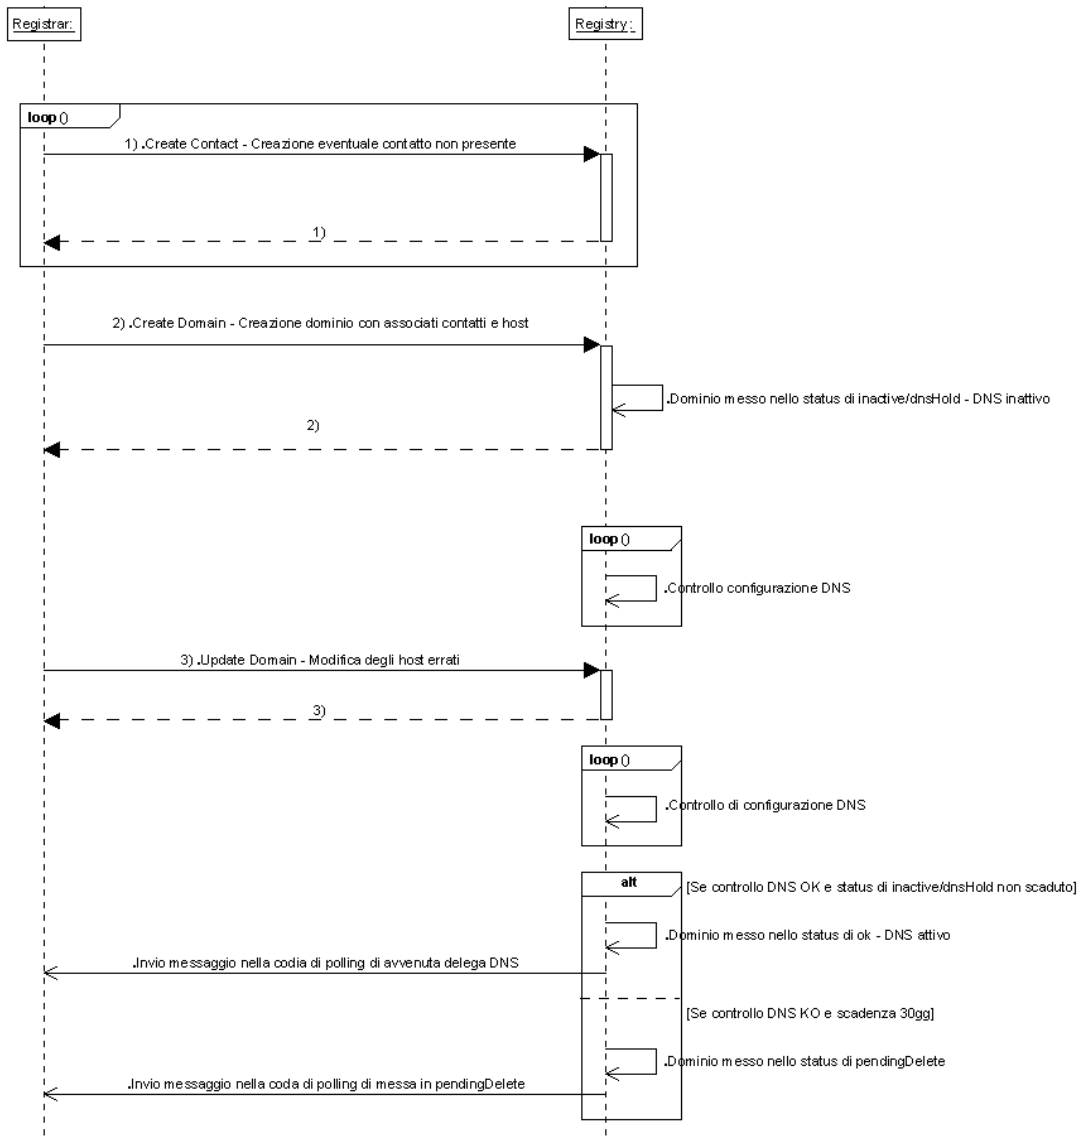 Registrar:
Registry:
loop ()
1) .Create Contact - Creazione eventuale contatto non presente
1)
2) .Create Domain - Creazione dominio con associati contatti e host
.Dominio messo nello status di inactive/dnsHold - DNS inattivo
2)
loop ()
.Controllo configurazione DNS
3) .Update Domain - Modifica degli host errati
3)
loop ()
.Controllo di configurazione DNS
alt
[Se controllo DNS OK e status di inactive/dnsHold non scaduto]
.Dominio messo nello status di ok - DNS attivo
.Invio messaggio nella codia di polling di avvenuta delega DNS
[Se controllo DNS KO e scadenza 30gg]
.Dominio messo nello status di pendingDelete
.Invio messaggio nella coda di polling di messa in pendingDelete